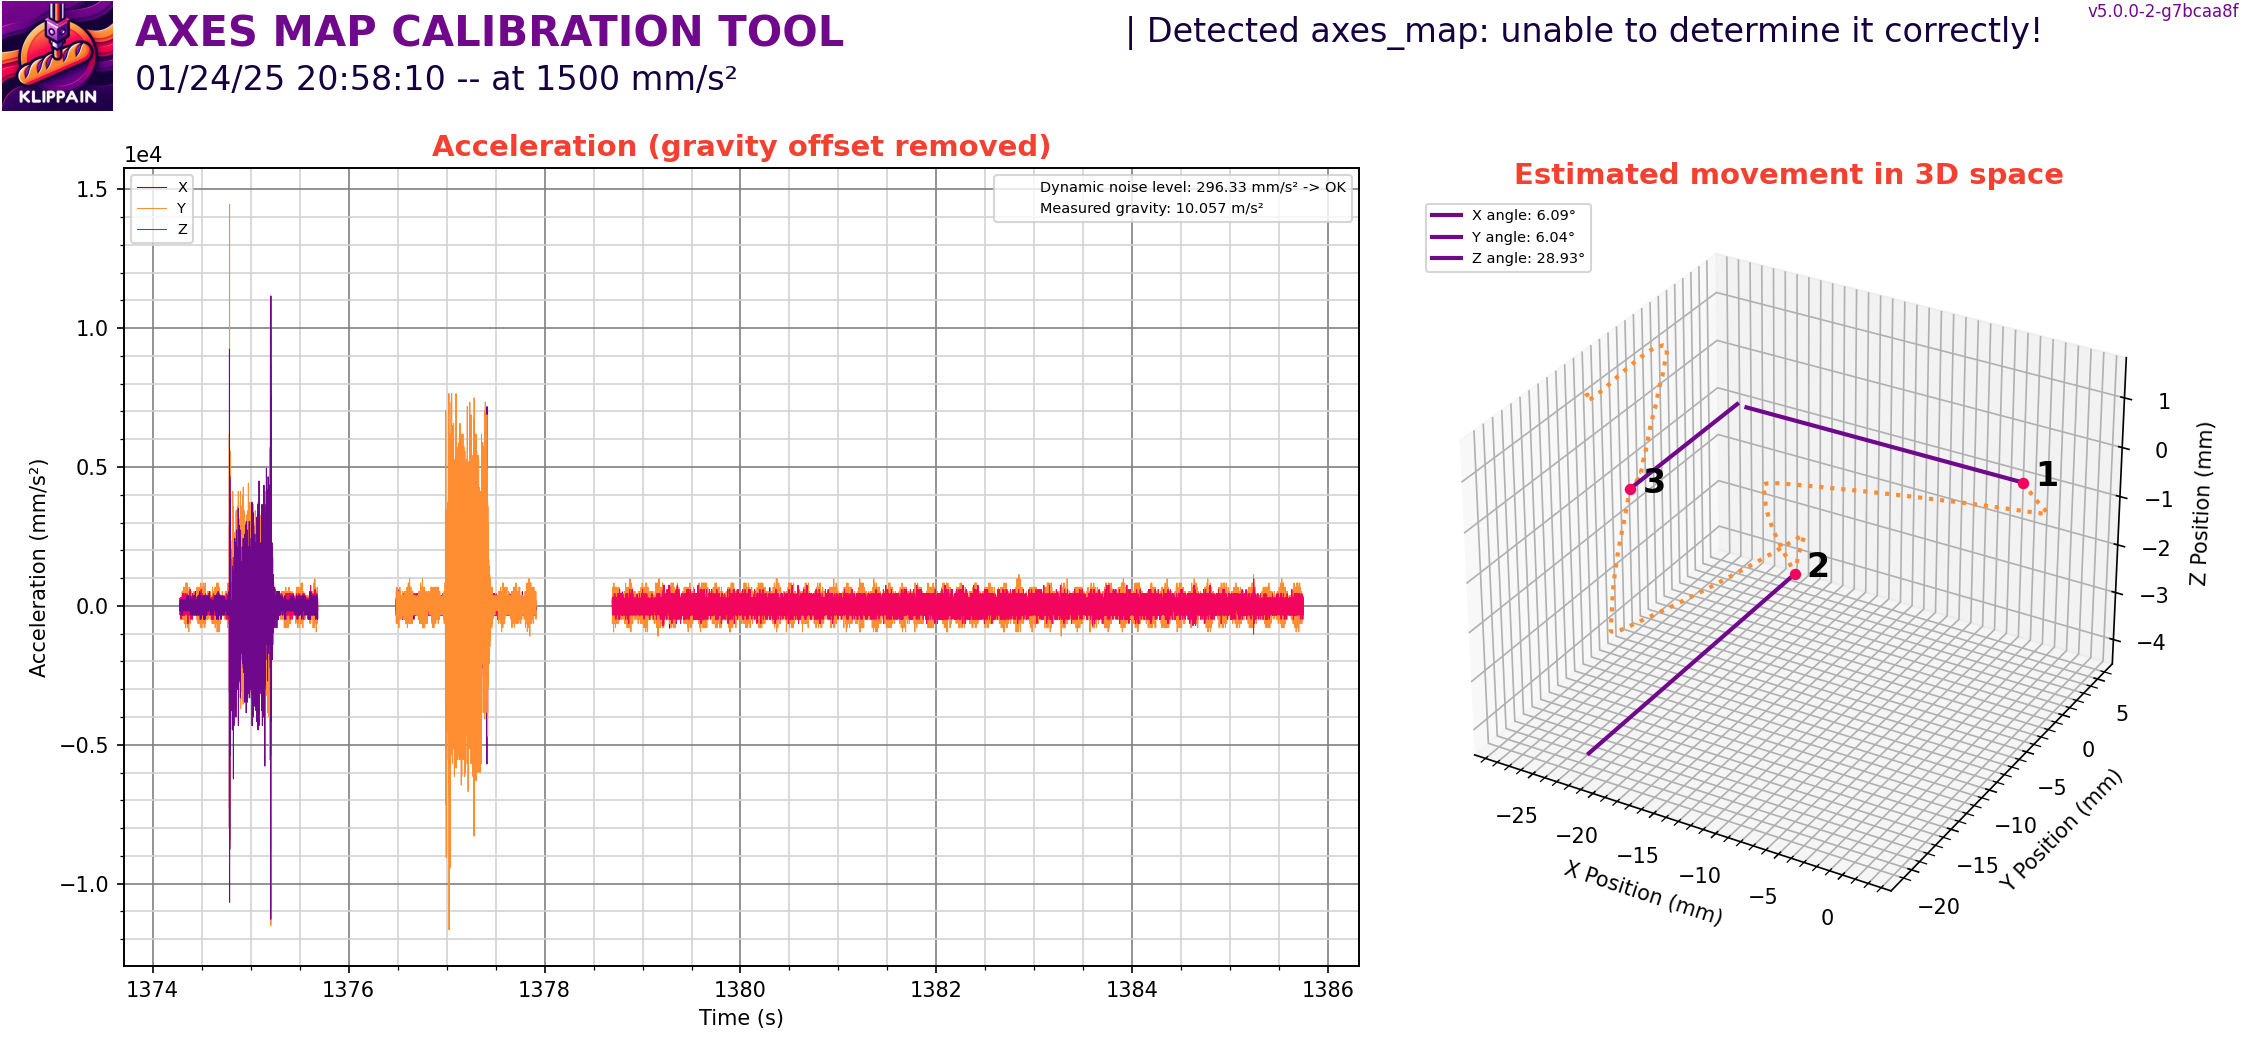 AXES MAP CALIBRATION TOOL
| Detected axes_map: unable to determine it correctly!
v5.0.0-2-g7bcaa8f
01/24/25 20:58:10 -- at 1500 mm/s²
KLIPPAIN
Acceleration (gravity offset removed)
1e4
X
Y
Z
Dynamic noise level: 296.33 mm/s² -> OK
Measured gravity: 10.057 m/s²
1.5
1.0
0.5
0.0
−0.5
−1.0
Acceleration (mm/s²)
1374
1376
1378
1380
1382
1384
1386
Time (s)
Estimated movement in 3D space
X angle: 6.09°
Y angle: 6.04°
Z angle: 28.93°
1
2
3
1
0
−1
−2
−3
−4
Z Position (mm)
5
0
−5
−10
−15
−20
Y Position (mm)
−25
−20
−15
−10
−5
0
X Position (mm)